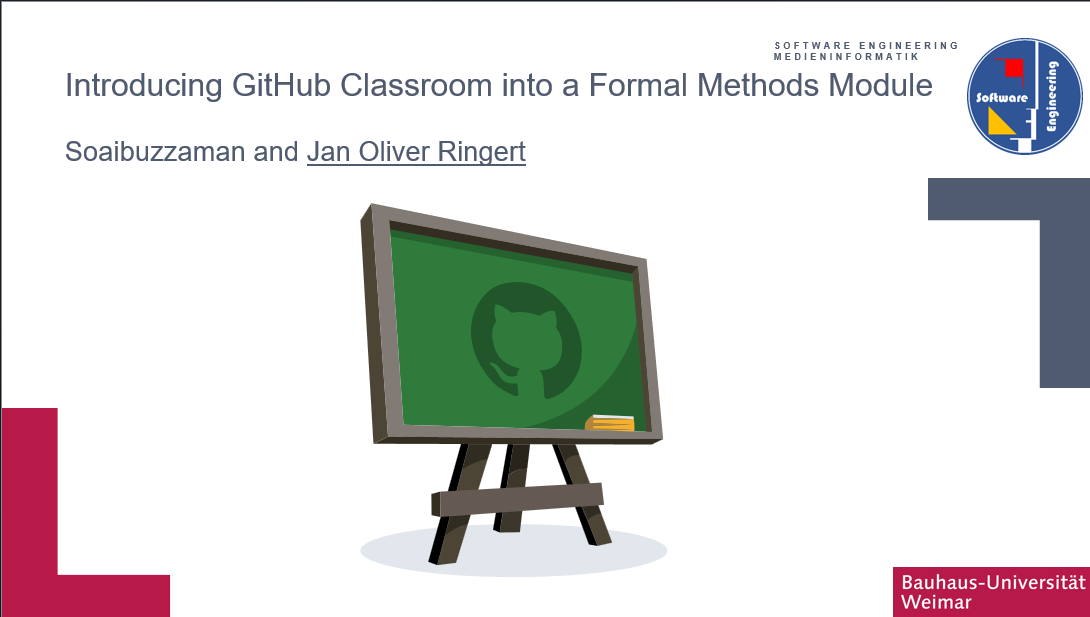 SOFTWARE ENGINEERING
MEDIENINFORMATIK
Introducing GitHub Classroom into a Formal Methods Module
Soaibuzzaman and Jan Oliver Ringert
Software
Engineering
Bauhaus-Universität
Weimar